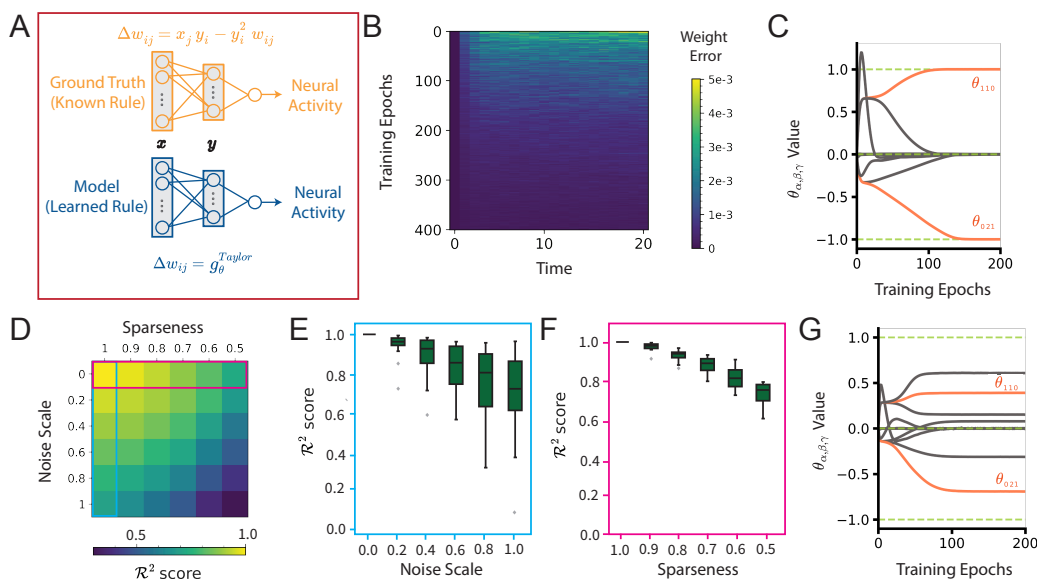 A
Δw_ij = x_j y_i − y_i^2 w_ij
Ground Truth
(Known Rule)
Neural
Activity
x y
Model
(Learned Rule)
Neural
Activity
Δw_ij = g_θ^Taylor
B
Weight
Error
Training Epochs
0
100
200
300
400
0 10 20
Time
5e-3
4e-3
3e-3
2e-3
1e-3
0
C
θ_α,β,γ Value
1.0
0.5
0.0
−0.5
−1.0
θ_110
θ_021
0 100 200
Training Epochs
D
Sparseness
1 0.9 0.8 0.7 0.6 0.5
Noise Scale
0
0.2
0.4
0.6
0.8
1
0.5 1.0
R^2 score
E
R^2 score
1.0
0.8
0.6
0.4
0.2
0.0
0.0 0.2 0.4 0.6 0.8 1.0
Noise Scale
F
R^2 score
1.0
0.8
0.6
0.4
0.2
0.0
1.0 0.9 0.8 0.7 0.6 0.5
Sparseness
G
θ_α,β,γ Value
1.0
0.5
0.0
−0.5
−1.0
θ_110
θ_021
0 100 200
Training Epochs